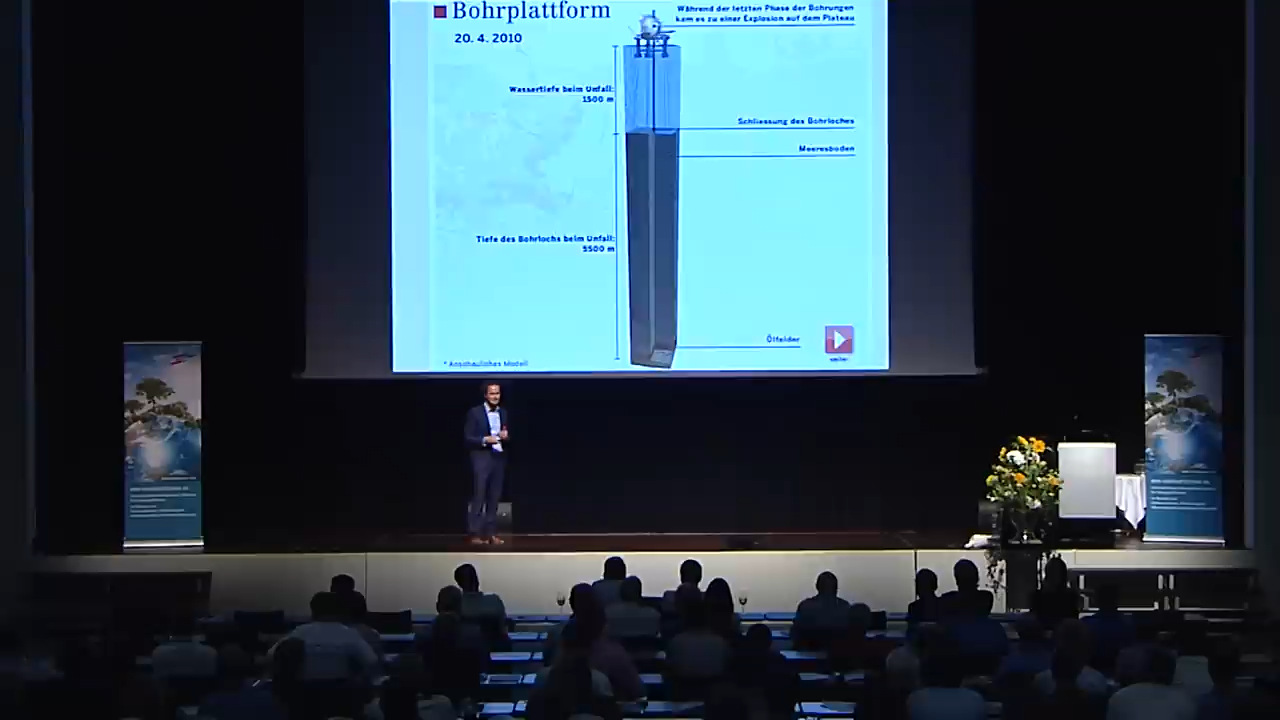 Bohrplattform
20. 4. 2010
Während der letzten Phase der Bohrungen
kam es zu einer Explosion auf dem Plateau
Wassertiefe beim Unfall:
1500 m
Schliessung des Bohrloches
Meeresboden
Tiefe des Bohrlochs beim Unfall:
5500 m
Ölfelder
weiter
* Anschauliches Modell